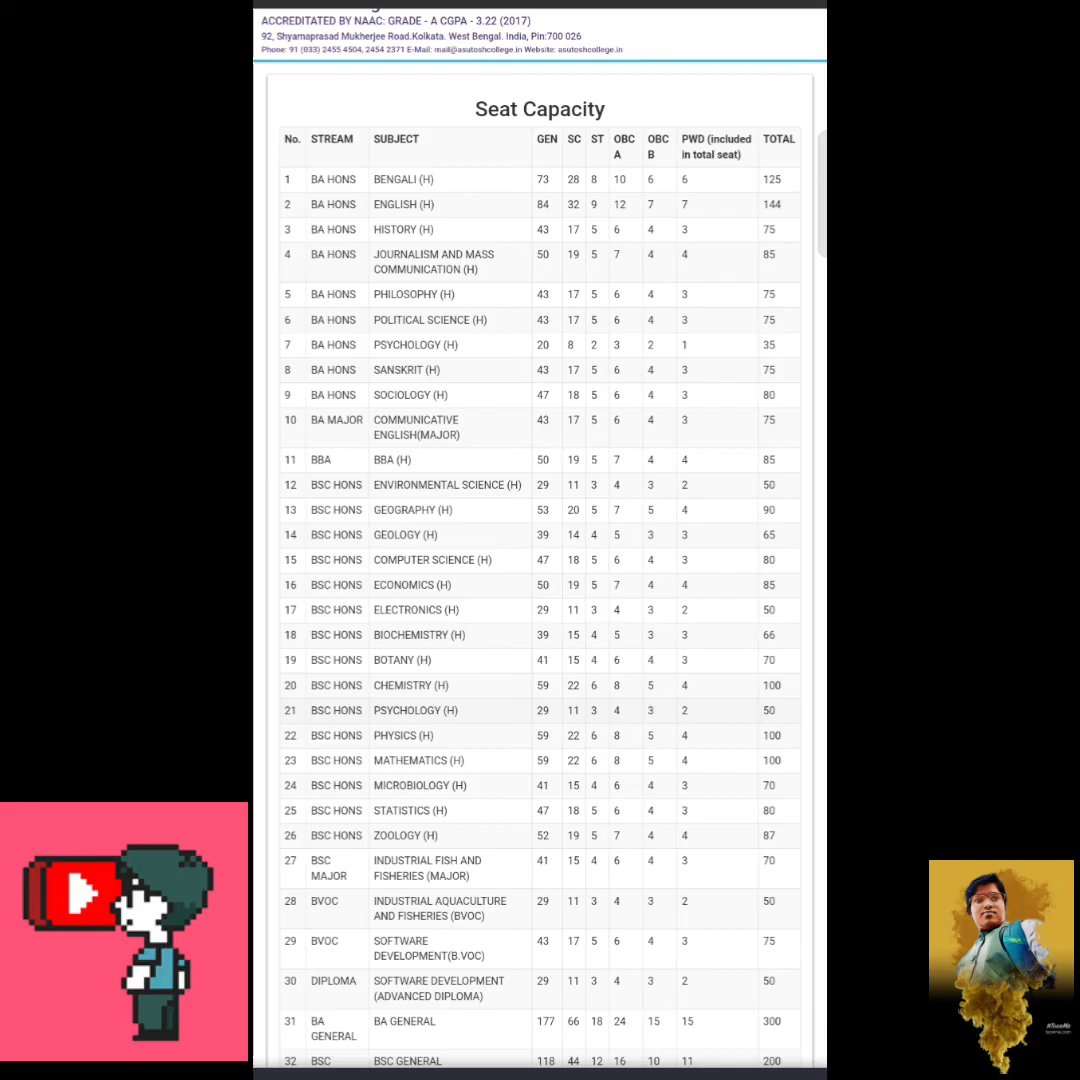 ACCREDITATED BY NAAC: GRADE - A CGPA - 3.22 (2017)
92, Shyamaprasad Mukherjee Road.Kolkata. West Bengal. India, Pin:700 026
Phone: 91 (033) 2455 4504, 2454 2371 E-Mail: mail@asutoshcollege.in Website: asutoshcollege.in
Seat Capacity
No. STREAM SUBJECT GEN SC ST OBC A OBC B PWD (included in total seat) TOTAL
1 BA HONS BENGALI (H) 73 28 8 10 6 6 125
2 BA HONS ENGLISH (H) 84 32 9 12 7 7 144
3 BA HONS HISTORY (H) 43 17 5 6 4 3 75
4 BA HONS JOURNALISM AND MASS COMMUNICATION (H) 50 19 5 7 4 4 85
5 BA HONS PHILOSOPHY (H) 43 17 5 6 4 3 75
6 BA HONS POLITICAL SCIENCE (H) 43 17 5 6 4 3 75
7 BA HONS PSYCHOLOGY (H) 20 8 2 3 2 1 35
8 BA HONS SANSKRIT (H) 43 17 5 6 4 3 75
9 BA HONS SOCIOLOGY (H) 47 18 5 6 4 3 80
10 BA MAJOR COMMUNICATIVE ENGLISH(MAJOR) 43 17 5 6 4 3 75
11 BBA BBA (H) 50 19 5 7 4 4 85
12 BSC HONS ENVIRONMENTAL SCIENCE (H) 29 11 3 4 3 2 50
13 BSC HONS GEOGRAPHY (H) 53 20 5 7 5 4 90
14 BSC HONS GEOLOGY (H) 39 14 4 5 3 3 65
15 BSC HONS COMPUTER SCIENCE (H) 47 18 5 6 4 3 80
16 BSC HONS ECONOMICS (H) 50 19 5 7 4 4 85
17 BSC HONS ELECTRONICS (H) 29 11 3 4 3 2 50
18 BSC HONS BIOCHEMISTRY (H) 39 15 4 5 3 3 66
19 BSC HONS BOTANY (H) 41 15 4 6 4 3 70
20 BSC HONS CHEMISTRY (H) 59 22 6 8 5 4 100
21 BSC HONS PSYCHOLOGY (H) 29 11 3 4 3 2 50
22 BSC HONS PHYSICS (H) 59 22 6 8 5 4 100
23 BSC HONS MATHEMATICS (H) 59 22 6 8 5 4 100
24 BSC HONS MICROBIOLOGY (H) 41 15 4 6 4 3 70
25 BSC HONS STATISTICS (H) 47 18 5 6 4 3 80
26 BSC HONS ZOOLOGY (H) 52 19 5 7 4 4 87
27 BSC MAJOR INDUSTRIAL FISH AND FISHERIES (MAJOR) 41 15 4 6 4 3 70
28 BVOC INDUSTRIAL AQUACULTURE AND FISHERIES (BVOC) 29 11 3 4 3 2 50
29 BVOC SOFTWARE DEVELOPMENT(B.VOC) 43 17 5 6 4 3 75
30 DIPLOMA SOFTWARE DEVELOPMENT (ADVANCED DIPLOMA) 29 11 3 4 3 2 50
31 BA GENERAL BA GENERAL 177 66 18 24 15 15 300
32 BSC BSC GENERAL 118 44 12 16 10 11 200